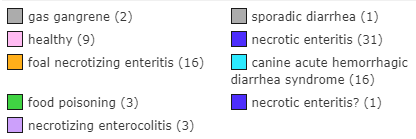 gas gangrene (2)
sporadic diarrhea (1)
healthy (9)
necrotic enteritis (31)
foal necrotizing enteritis (16)
canine acute hemorrhagic
diarrhea syndrome (16)
food poisoning (3)
necrotic enteritis? (1)
necrotizing enterocolitis (3)